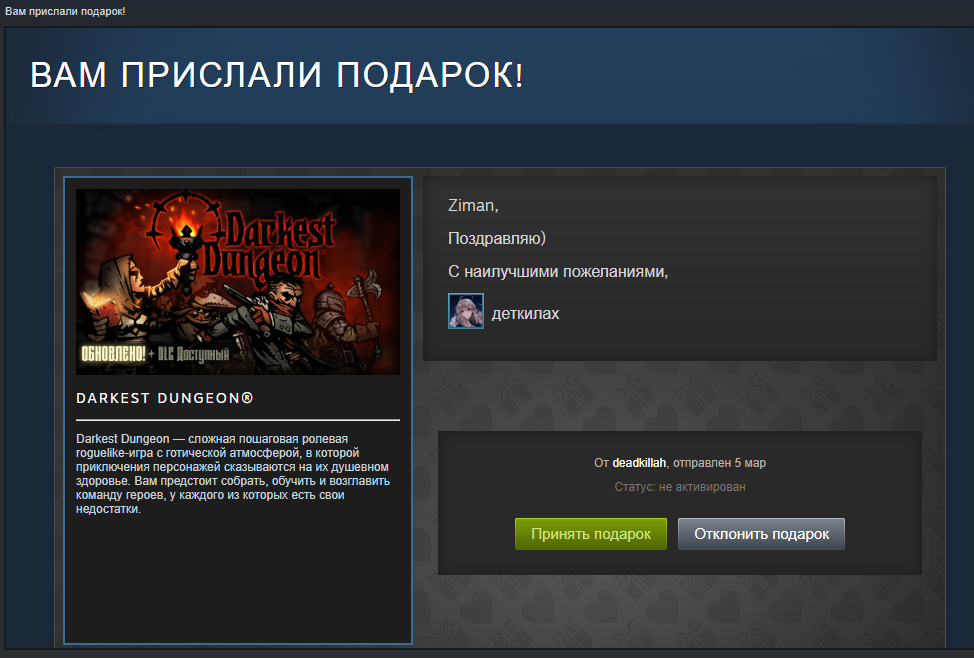 Вам прислали подарок!
ВАМ ПРИСЛАЛИ ПОДАРОК!
Darkest
Dungeon
ОБНОВЛЕНО! + DLC Доступный
DARKEST DUNGEON®
Darkest Dungeon — сложная пошаговая ролевая
roguelike-игра с готической атмосферой, в которой
приключения персонажей сказываются на их душевном
здоровье. Вам предстоит собрать, обучить и возглавить
команду героев, у каждого из которых есть свои
недостатки.
Ziman,
Поздравляю)
С наилучшими пожеланиями,
деткилах
От deadkillah, отправлен 5 мар
Статус: не активирован
Принять подарок
Отклонить подарок